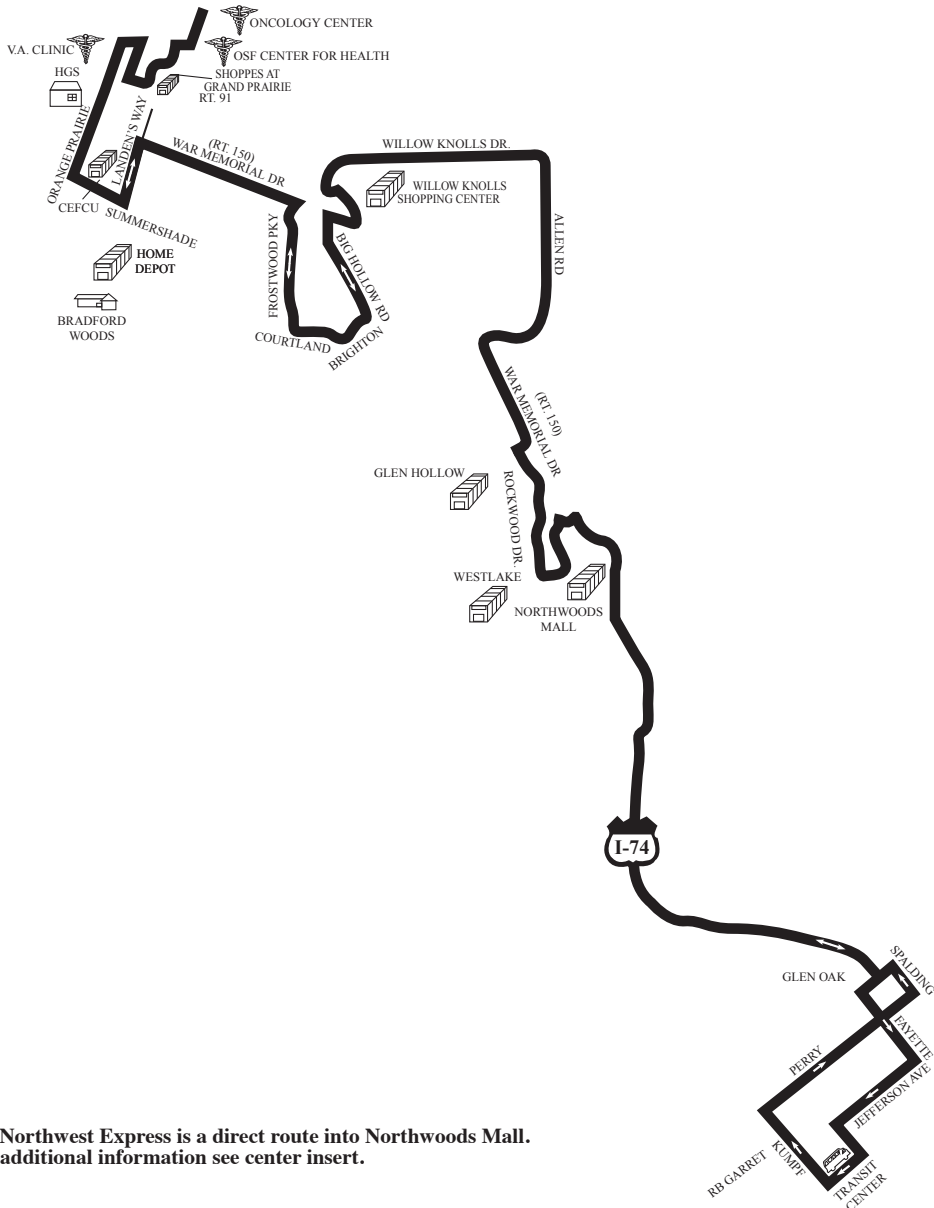 ONCOLOGY CENTER
V.A. CLINIC
OSF CENTER FOR HEALTH
HGS
SHOPPES AT
GRAND PRAIRIE
RT. 91
ORANGE PRAIRIE
LANDEN'S WAY
(RT. 150)
WAR MEMORIAL DR
WILLOW KNOLLS DR.
WILLOW KNOLLS
SHOPPING CENTER
CEFCU
SUMMERSHADE
ALLEN RD
FROSTWOOD PKY
BIG HOLLOW RD
HOME
DEPOT
BRADFORD
WOODS
COURTLAND
BRIGHTON
(RT. 150)
WAR MEMORIAL DR
GLEN HOLLOW
ROCKWOOD DR.
WESTLAKE
NORTHWOODS
MALL
I-74
SPALDING
GLEN OAK
FAYETTE
PERRY
JEFFERSON AVE
KUMPF
RB GARRET
TRANSIT
CENTER
Northwest Express is a direct route into Northwoods Mall.
additional information see center insert.